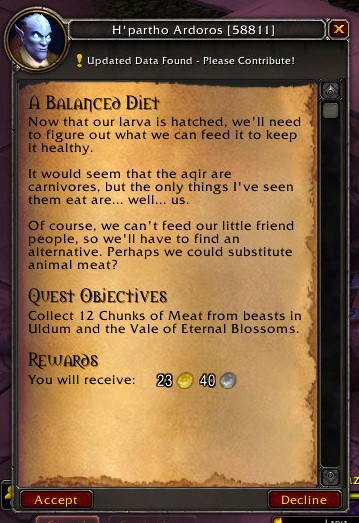 H'partho Ardoros [58811]
Updated Data Found - Please Contribute!
A Balanced Diet
Now that our larva is hatched, we'll need
to figure out what we can feed it to keep
it healthy.
It would seem that the aqir are
carnivores, but the only things I've seen
them eat are... well... us.
Of course, we can't feed our little friend
people, so we'll have to find an
alternative. Perhaps we could substitute
animal meat?
Quest Objectives
Collect 12 Chunks of Meat from beasts in
Uldum and the Vale of Eternal Blossoms.
Rewards
You will receive: 23 40
Accept Decline